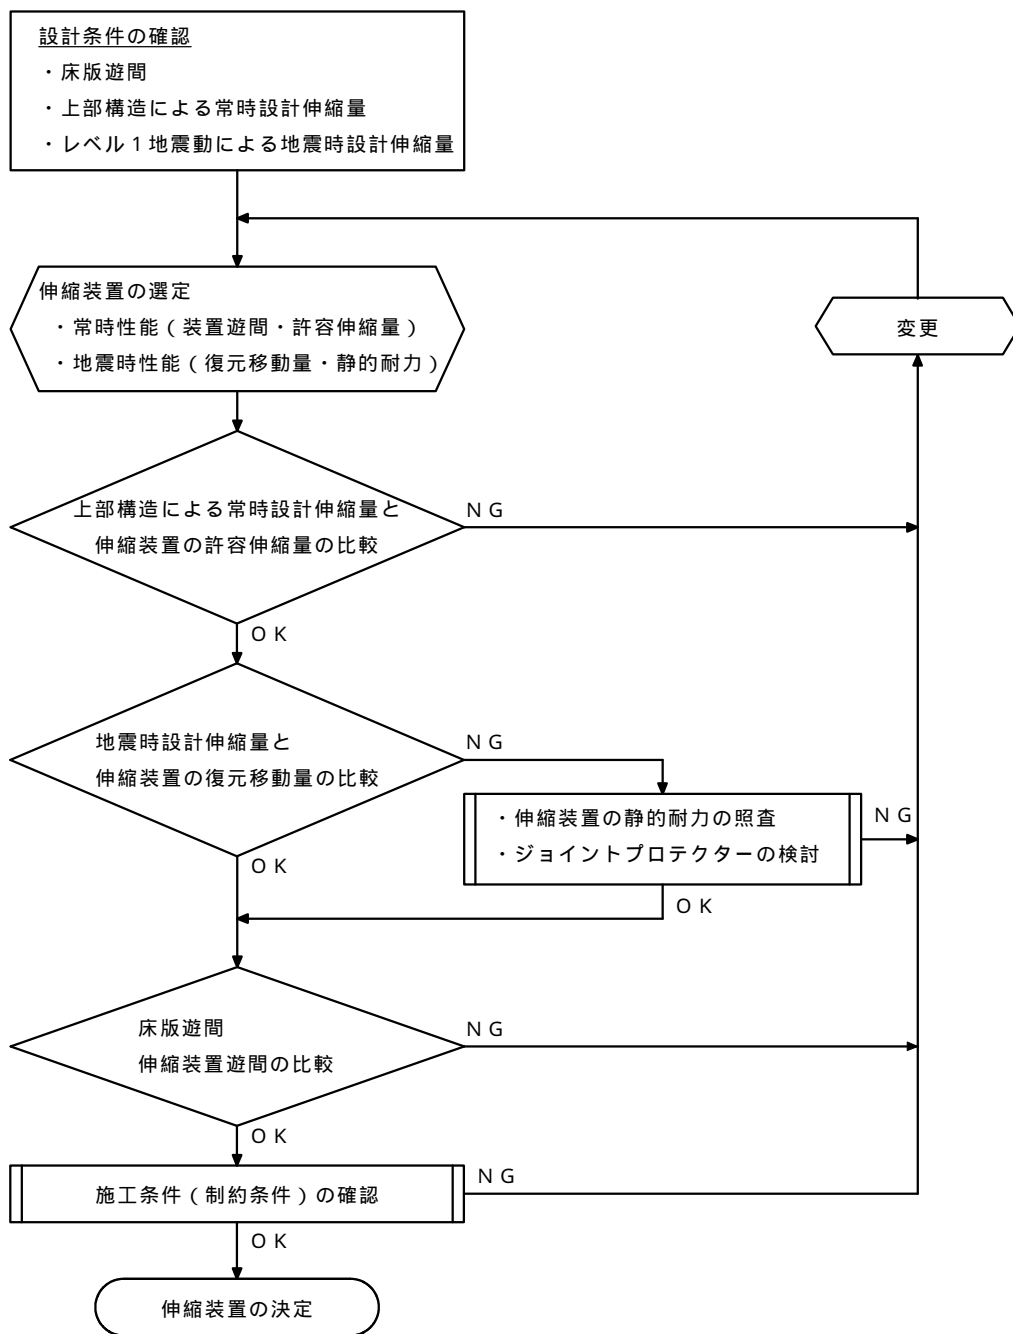 設計条件の確認
・床版遊間
・上部構造による常時設計伸縮量
・レベル１地震動による地震時設計伸縮量
伸縮装置の選定
・常時性能（装置遊間・許容伸縮量）
・地震時性能（復元移動量・静的耐力）
変更
上部構造による常時設計伸縮量と
伸縮装置の許容伸縮量の比較
ＮＧ
ＯＫ
地震時設計伸縮量と
伸縮装置の復元移動量の比較
ＮＧ
・伸縮装置の静的耐力の照査
・ジョイントプロテクターの検討
ＮＧ
ＯＫ
ＯＫ
床版遊間
伸縮装置遊間の比較
ＮＧ
ＯＫ
施工条件（制約条件）の確認
ＮＧ
ＯＫ
伸縮装置の決定